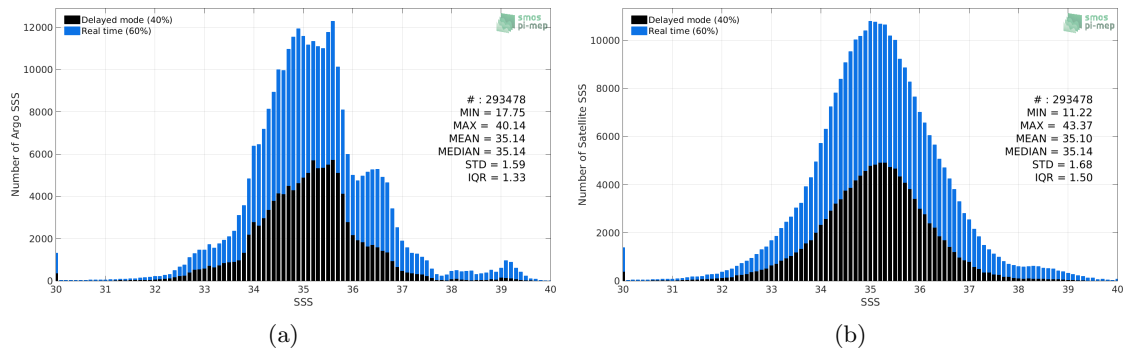 Delayed mode (40%)
Real time (60%)
smos
pi-mep
12000
10000
8000
6000
4000
2000
0
Number of Argo SSS
# : 293478
MIN = 17.75
MAX = 40.14
MEAN = 35.14
MEDIAN = 35.14
STD = 1.59
IQR = 1.33
30 31 32 33 34 35 36 37 38 39 40
SSS
(a)
Delayed mode (40%)
Real time (60%)
smos
pi-mep
10000
8000
6000
4000
2000
0
Number of Satellite SSS
# : 293478
MIN = 11.22
MAX = 43.37
MEAN = 35.10
MEDIAN = 35.14
STD = 1.68
IQR = 1.50
30 31 32 33 34 35 36 37 38 39 40
SSS
(b)